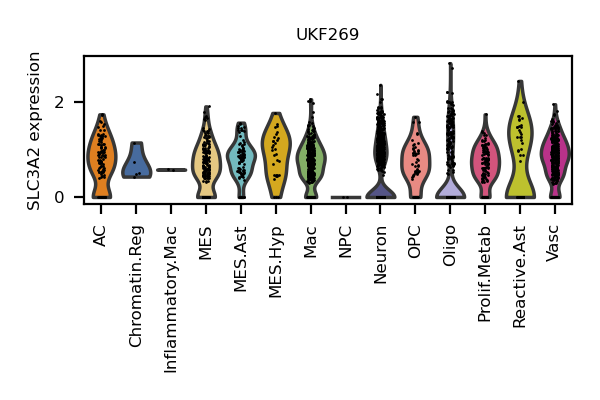 UKF269
SLC3A2 expression
2
0
AC
Chromatin.Reg
Inflammatory.Mac
MES
MES.Ast
MES.Hyp
Mac
NPC
Neuron
OPC
Oligo
Prolif.Metab
Reactive.Ast
Vasc